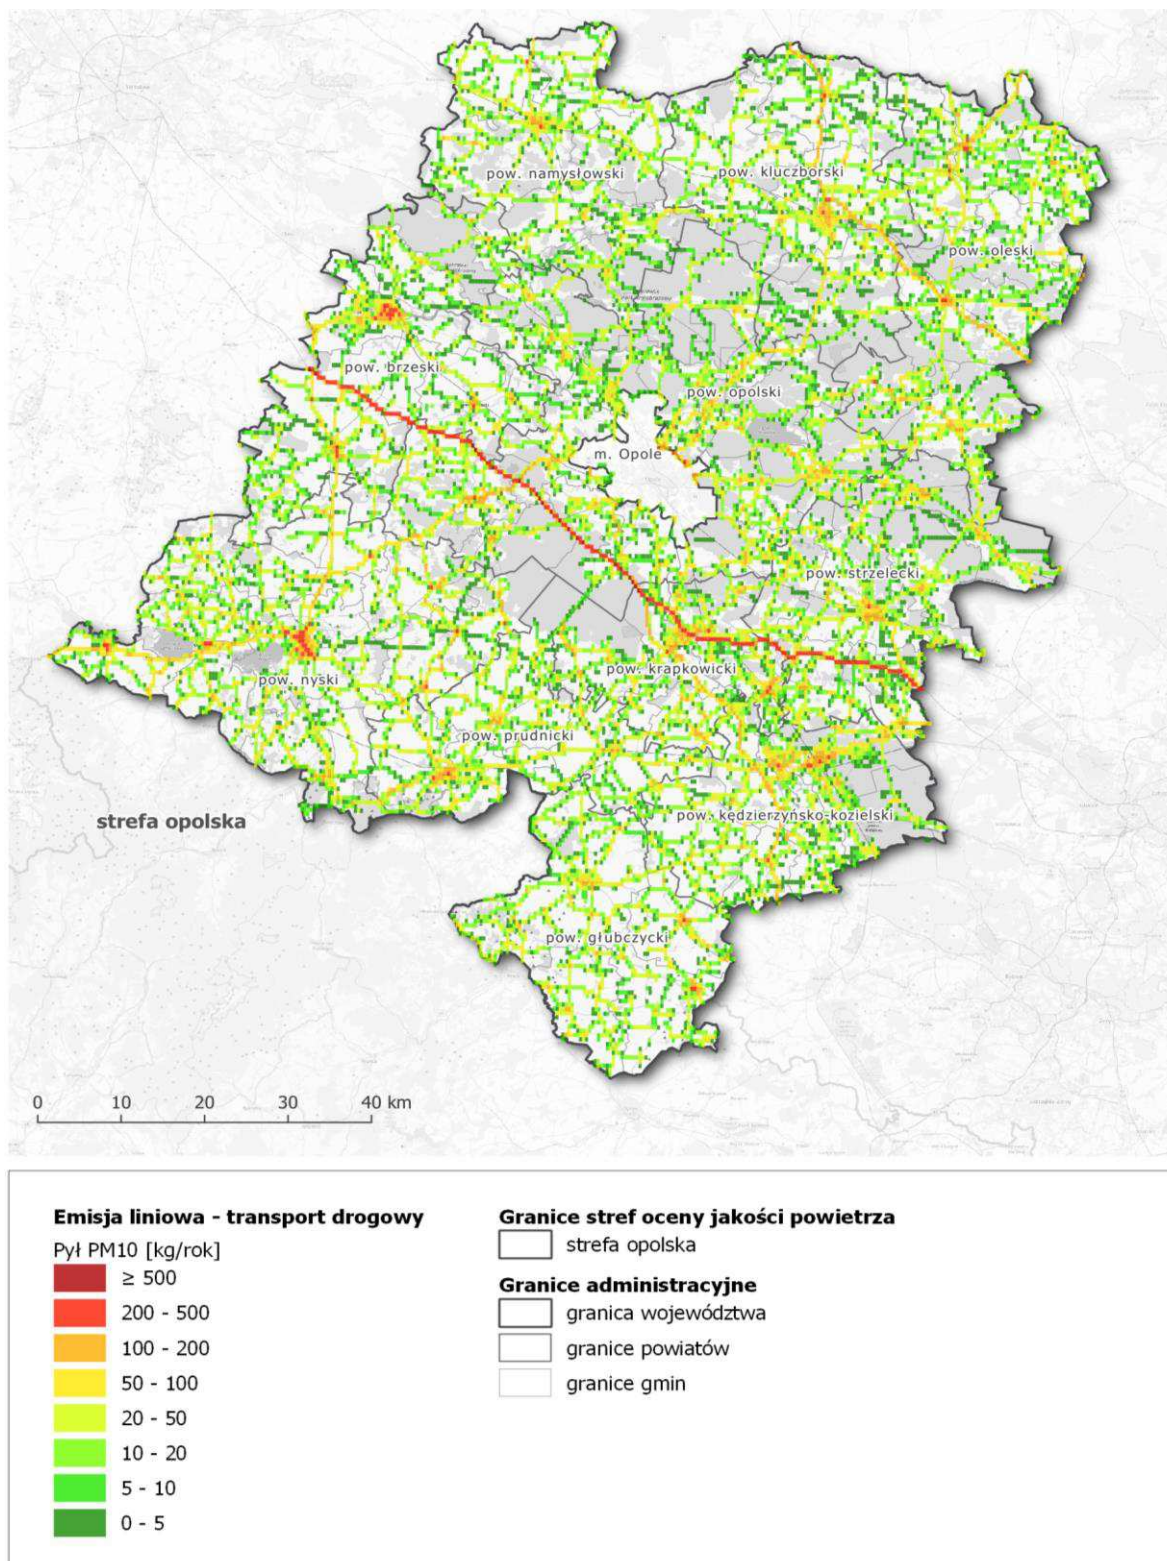 pow. namysłowski
pow. kluczborski
pow. oleski
pow. brzeski
pow. opolski
m. Opole
pow. strzelecki
pow. krapkowicki
pow. nyski
pow. prudnicki
strefa opolska
pow. kędzierzyńsko-kozielski
pow. głubczycki
0 10 20 30 40 km
Emisja liniowa - transport drogowy
Pył PM10 [kg/rok]
≥ 500
200 - 500
100 - 200
50 - 100
20 - 50
10 - 20
5 - 10
0 - 5
Granice stref oceny jakości powietrza
strefa opolska
Granice administracyjne
granica województwa
granice powiatów
granice gmin